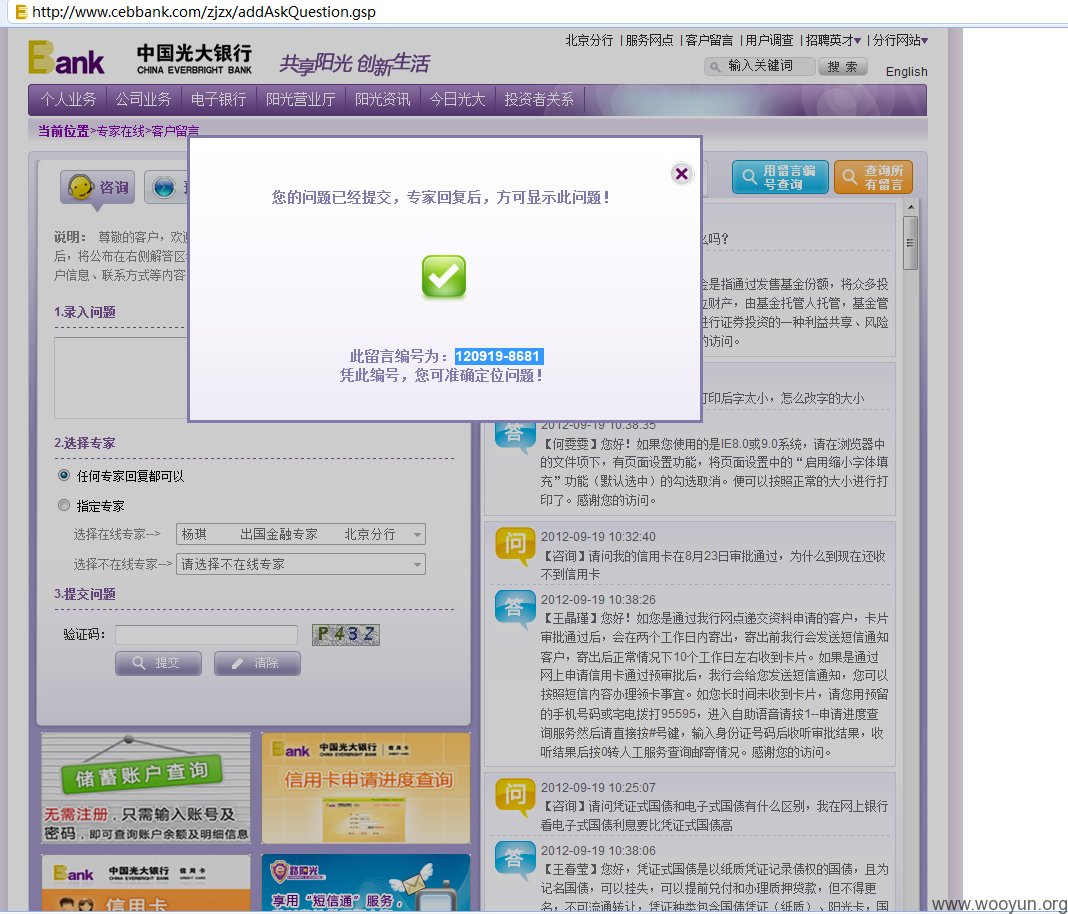 http://www.cebbank.com/zjzx/addAskQuestion.gsp
Bank 中国光大银行 CHINA EVERBRIGHT BANK 共享阳光 创新生活
北京分行 | 服务网点 | 客户留言 | 用户调查 | 招聘英才 | 分行网站
输入关键词 搜 索 English
个人业务 公司业务 电子银行 阳光营业厅 阳光资讯 今日光大 投资者关系
当前位置>专家在线>客户留言
咨询
用留言编号查询
查询所有留言
说明： 尊敬的客户，欢迎
后，将公布在右侧解答区
户信息、联系方式等内容
1.录入问题
您的问题已经提交，专家回复后，方可显示此问题！
此留言编号为：120919-8681
凭此编号，您可准确定位问题！
2.选择专家
任何专家回复都可以
指定专家
选择在线专家--> 杨琪 出国金融专家 北京分行
选择不在线专家--> 请选择不在线专家
3.提交问题
验证码： P43Z
提交 清除
么吗？
金是指通过发售基金份额，将众多投
位财产，由基金托管人托管，基金管
进行证券投资的一种利益共享、风险
的访问。
打印后字太小，怎么改字的大小
答 2012-09-19 10:38:35
【何雯雯】您好！如果您使用的是IE8.0或9.0系统，请在浏览器中
的文件项下，有页面设置功能，将页面设置中的“启用缩小字体填
充”功能（默认选中）的勾选取消。便可以按照正常的大小进行打
印了。感谢您的访问。
问 2012-09-19 10:32:40
【咨询】请问我的信用卡在8月23日审批通过，为什么到现在还收
不到信用卡
答 2012-09-19 10:38:26
【王晶瑾】您好！如您是通过我行网点递交资料申请的客户，卡片
审批通过后，会在两个工作日内寄出，寄出前我行会发送短信通知
客户，寄出后正常情况下10个工作日左右收到卡片。如果是通过
网上申请信用卡通过预审批后，我行会给您发送短信通知，您可以
按照短信内容办理领卡事宜。如您长时间未收到卡片，请您用预留
的手机号码或宅电拨打95595，进入自助语音请按1--申请进度查
询服务然后请直接按#号键，输入身份证号码后收听审批结果，收
听结果后按0转人工服务查询邮寄情况。感谢您的访问。
问 2012-09-19 10:25:07
【咨询】请问凭证式国债和电子式国债有什么区别，我在网上银行
看电子式国债利息要比凭证式国债高
答 2012-09-19 10:38:06
【王春莹】您好，凭证式国债是以纸质凭证记录债权的国债，且为
记名国债，可以挂失，可以提前兑付和办理质押贷款，但不得更
名，不可流通转让，凭证种类包含国债凭证（纸质）、阳光卡，国
储蓄账户查询
无需注册，只需输入账号及
密码，即可查询账户余额及明细信息
Bank 中国光大银行 信用卡
信用卡申请进度查询
Bank 中国光大银行 信用卡
信用卡
路阳光
享用“短信通”服务，
www.wooyun.org